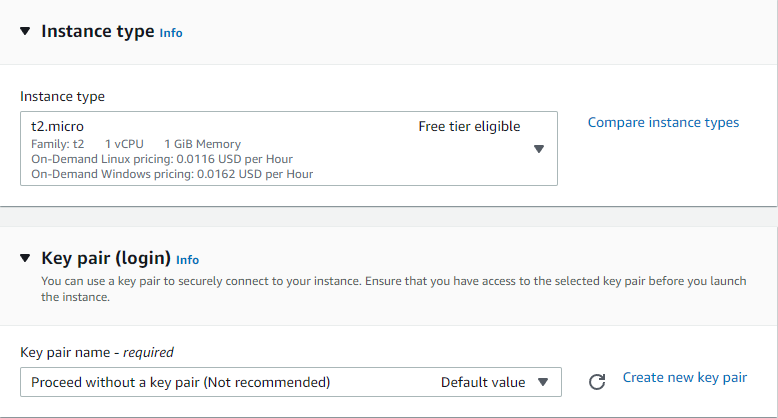 Instance type Info
Instance type
t2.micro Free tier eligible
Family: t2 1 vCPU 1 GiB Memory
On-Demand Linux pricing: 0.0116 USD per Hour
On-Demand Windows pricing: 0.0162 USD per Hour
Compare instance types
Key pair (login) Info
You can use a key pair to securely connect to your instance. Ensure that you have access to the selected key pair before you launch
the instance.
Key pair name - required
Proceed without a key pair (Not recommended) Default value
Create new key pair